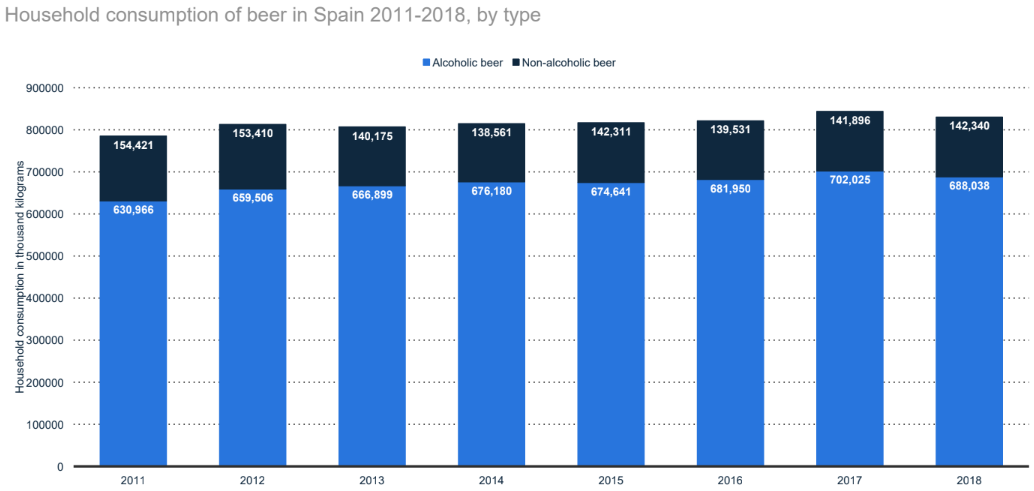 Household consumption of beer in Spain 2011-2018, by type
Alcoholic beer Non-alcoholic beer
Household consumption in thousand kilograms
900000
800000
700000
600000
500000
400000
300000
200000
100000
0
154,421 153,410 140,175 138,561 142,311 139,531 141,896 142,340
630,966 659,506 666,899 676,180 674,641 681,950 702,025 688,038
2011 2012 2013 2014 2015 2016 2017 2018